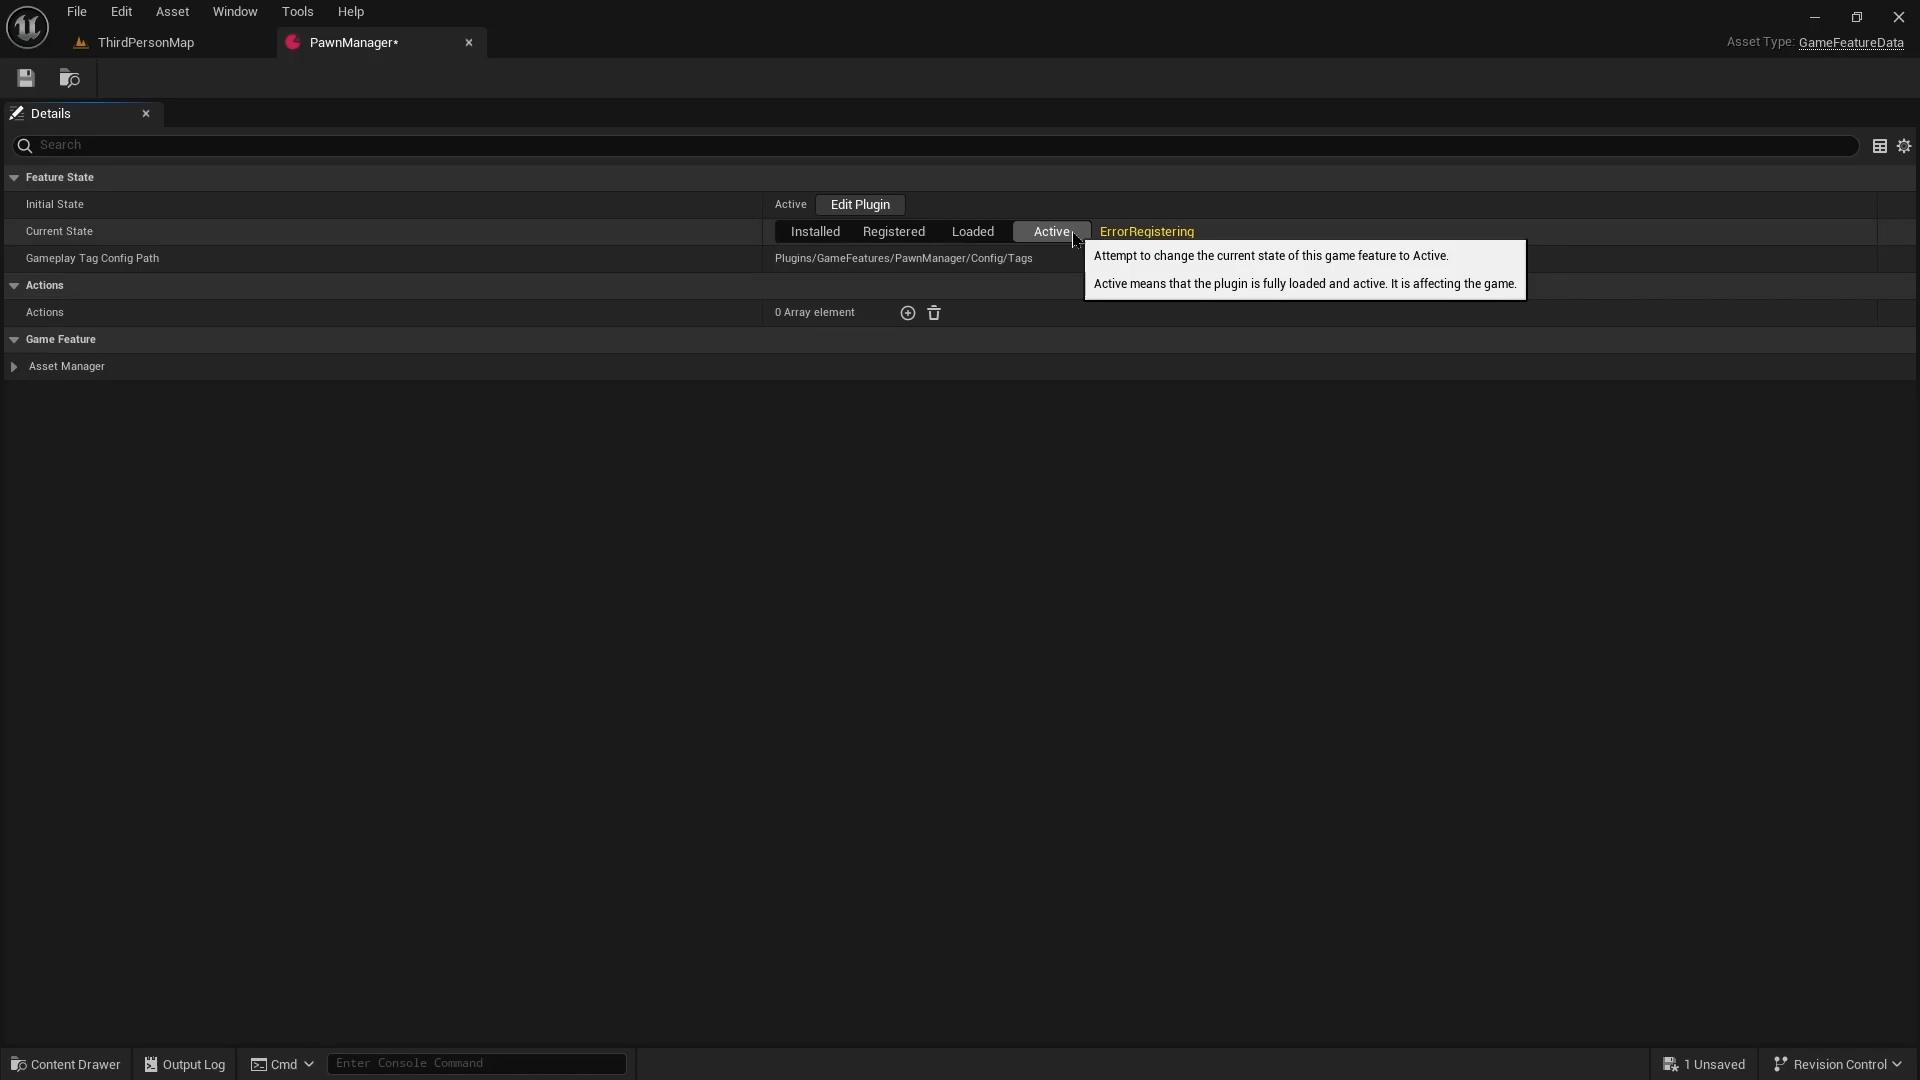 File Edit Asset Window Tools Help
ThirdPersonMap
PawnManager*
Asset Type: GameFeatureData
Details
Search
Feature State
Initial State
Active Edit Plugin
Current State
Installed Registered Loaded Active ErrorRegistering
Gameplay Tag Config Path
Plugins/GameFeatures/PawnManager/Config/Tags
Attempt to change the current state of this game feature to Active.
Active means that the plugin is fully loaded and active. It is affecting the game.
Actions
Actions
0 Array element
Game Feature
Asset Manager
Content Drawer Output Log Cmd Enter Console Command 1 Unsaved Revision Control